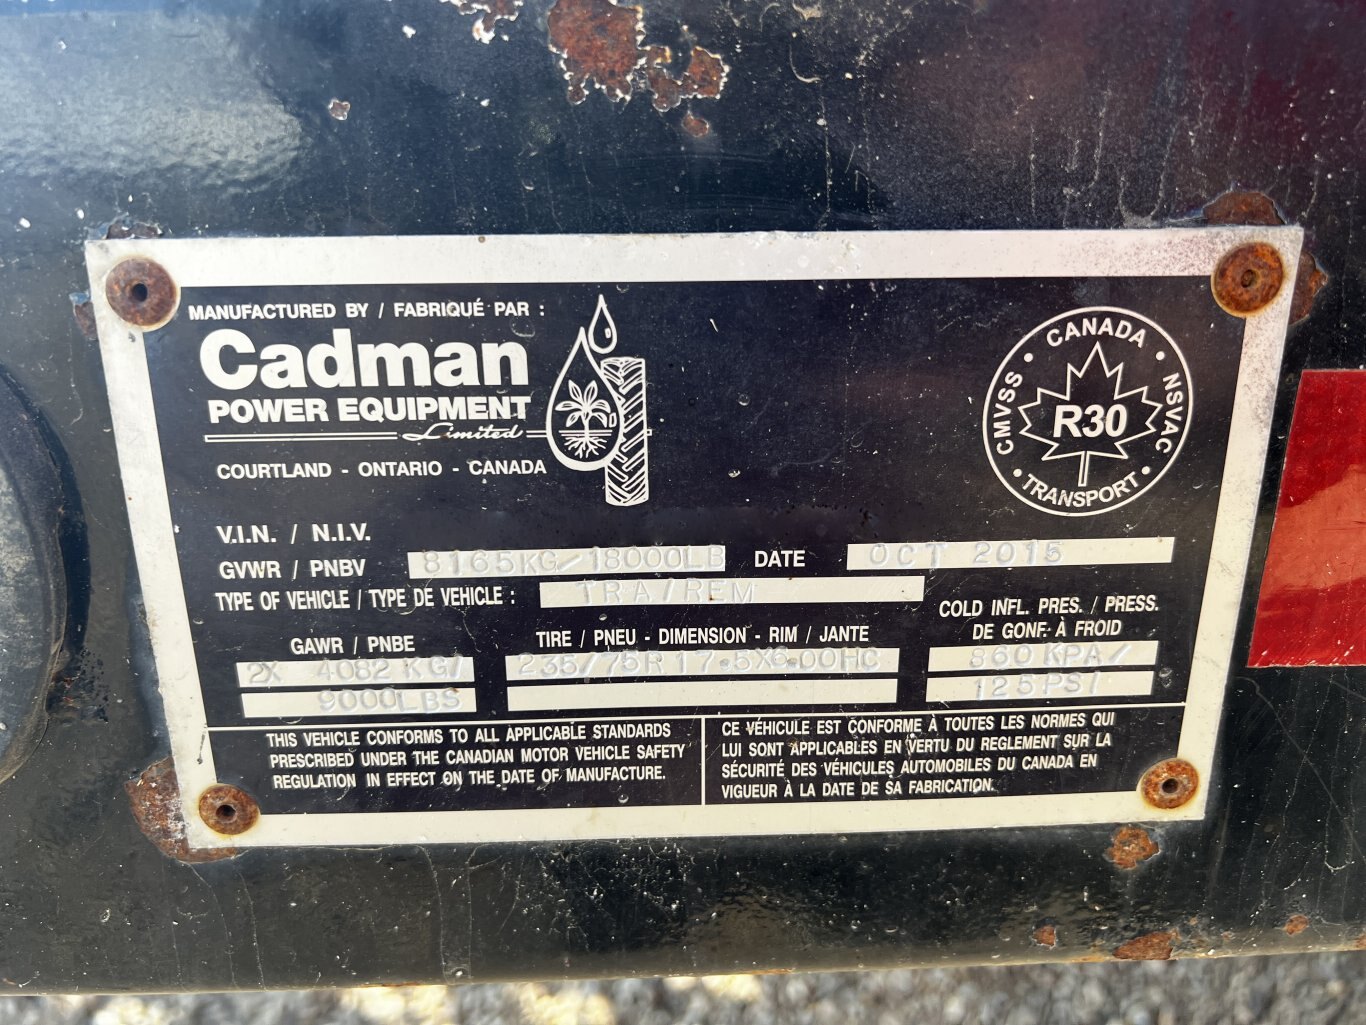 MANUFACTURED BY / FABRIQUÉ PAR :
Cadman
POWER EQUIPMENT
Limited
COURTLAND - ONTARIO - CANADA
CANADA
CMVSS
NSVAC
R30
TRANSPORT
V.I.N. / N.I.V.
GVWR / PNBV 8165KG/18000LB DATE OCT 2015
TYPE OF VEHICLE / TYPE DE VEHICLE : TRA/REM
GAWR / PNBE TIRE / PNEU - DIMENSION - RIM / JANTE COLD INFL. PRES. / PRESS.
DE GONF. À FROID
2X 4082KG/ 235/75R17.5X6.00HC 860KPA/
9000LBS 125PSI
THIS VEHICLE CONFORMS TO ALL APPLICABLE STANDARDS
PRESCRIBED UNDER THE CANADIAN MOTOR VEHICLE SAFETY
REGULATION IN EFFECT ON THE DATE OF MANUFACTURE.
CE VÉHICULE EST CONFORME À TOUTES LES NORMES QUI
LUI SONT APPLICABLES EN VERTU DU REGLEMENT SUR LA
SÉCURITÉ DES VÉHICULES AUTOMOBILES DU CANADA EN
VIGUEUR À LA DATE DE SA FABRICATION.